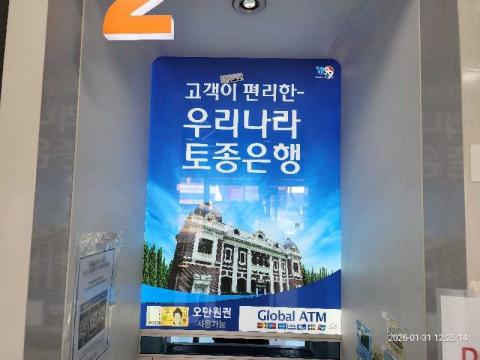 2
1899
고객이 편리한-
우리나라
토종은행
오만원권
사용가능
Global ATM
2026-01-31 12:25:14